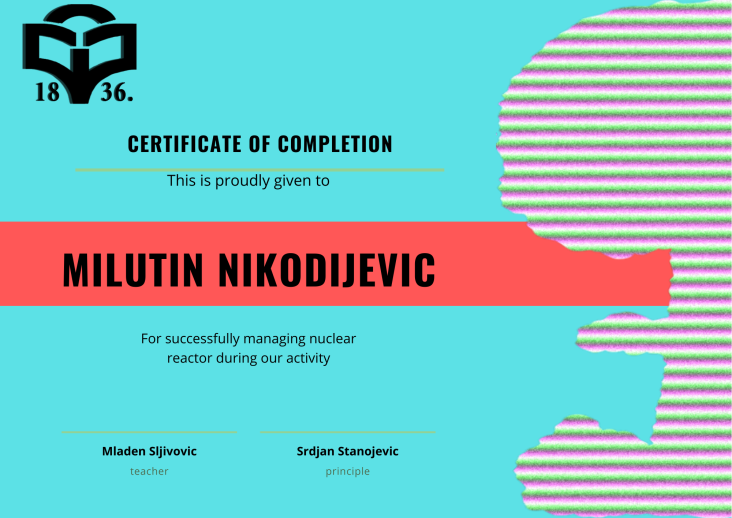 18 36.
CERTIFICATE OF COMPLETION
This is proudly given to
MILUTIN NIKODIJEVIC
For successfully managing nuclear
reactor during our activity
Mladen Sljivovic
teacher
Srdjan Stanojevic
principle